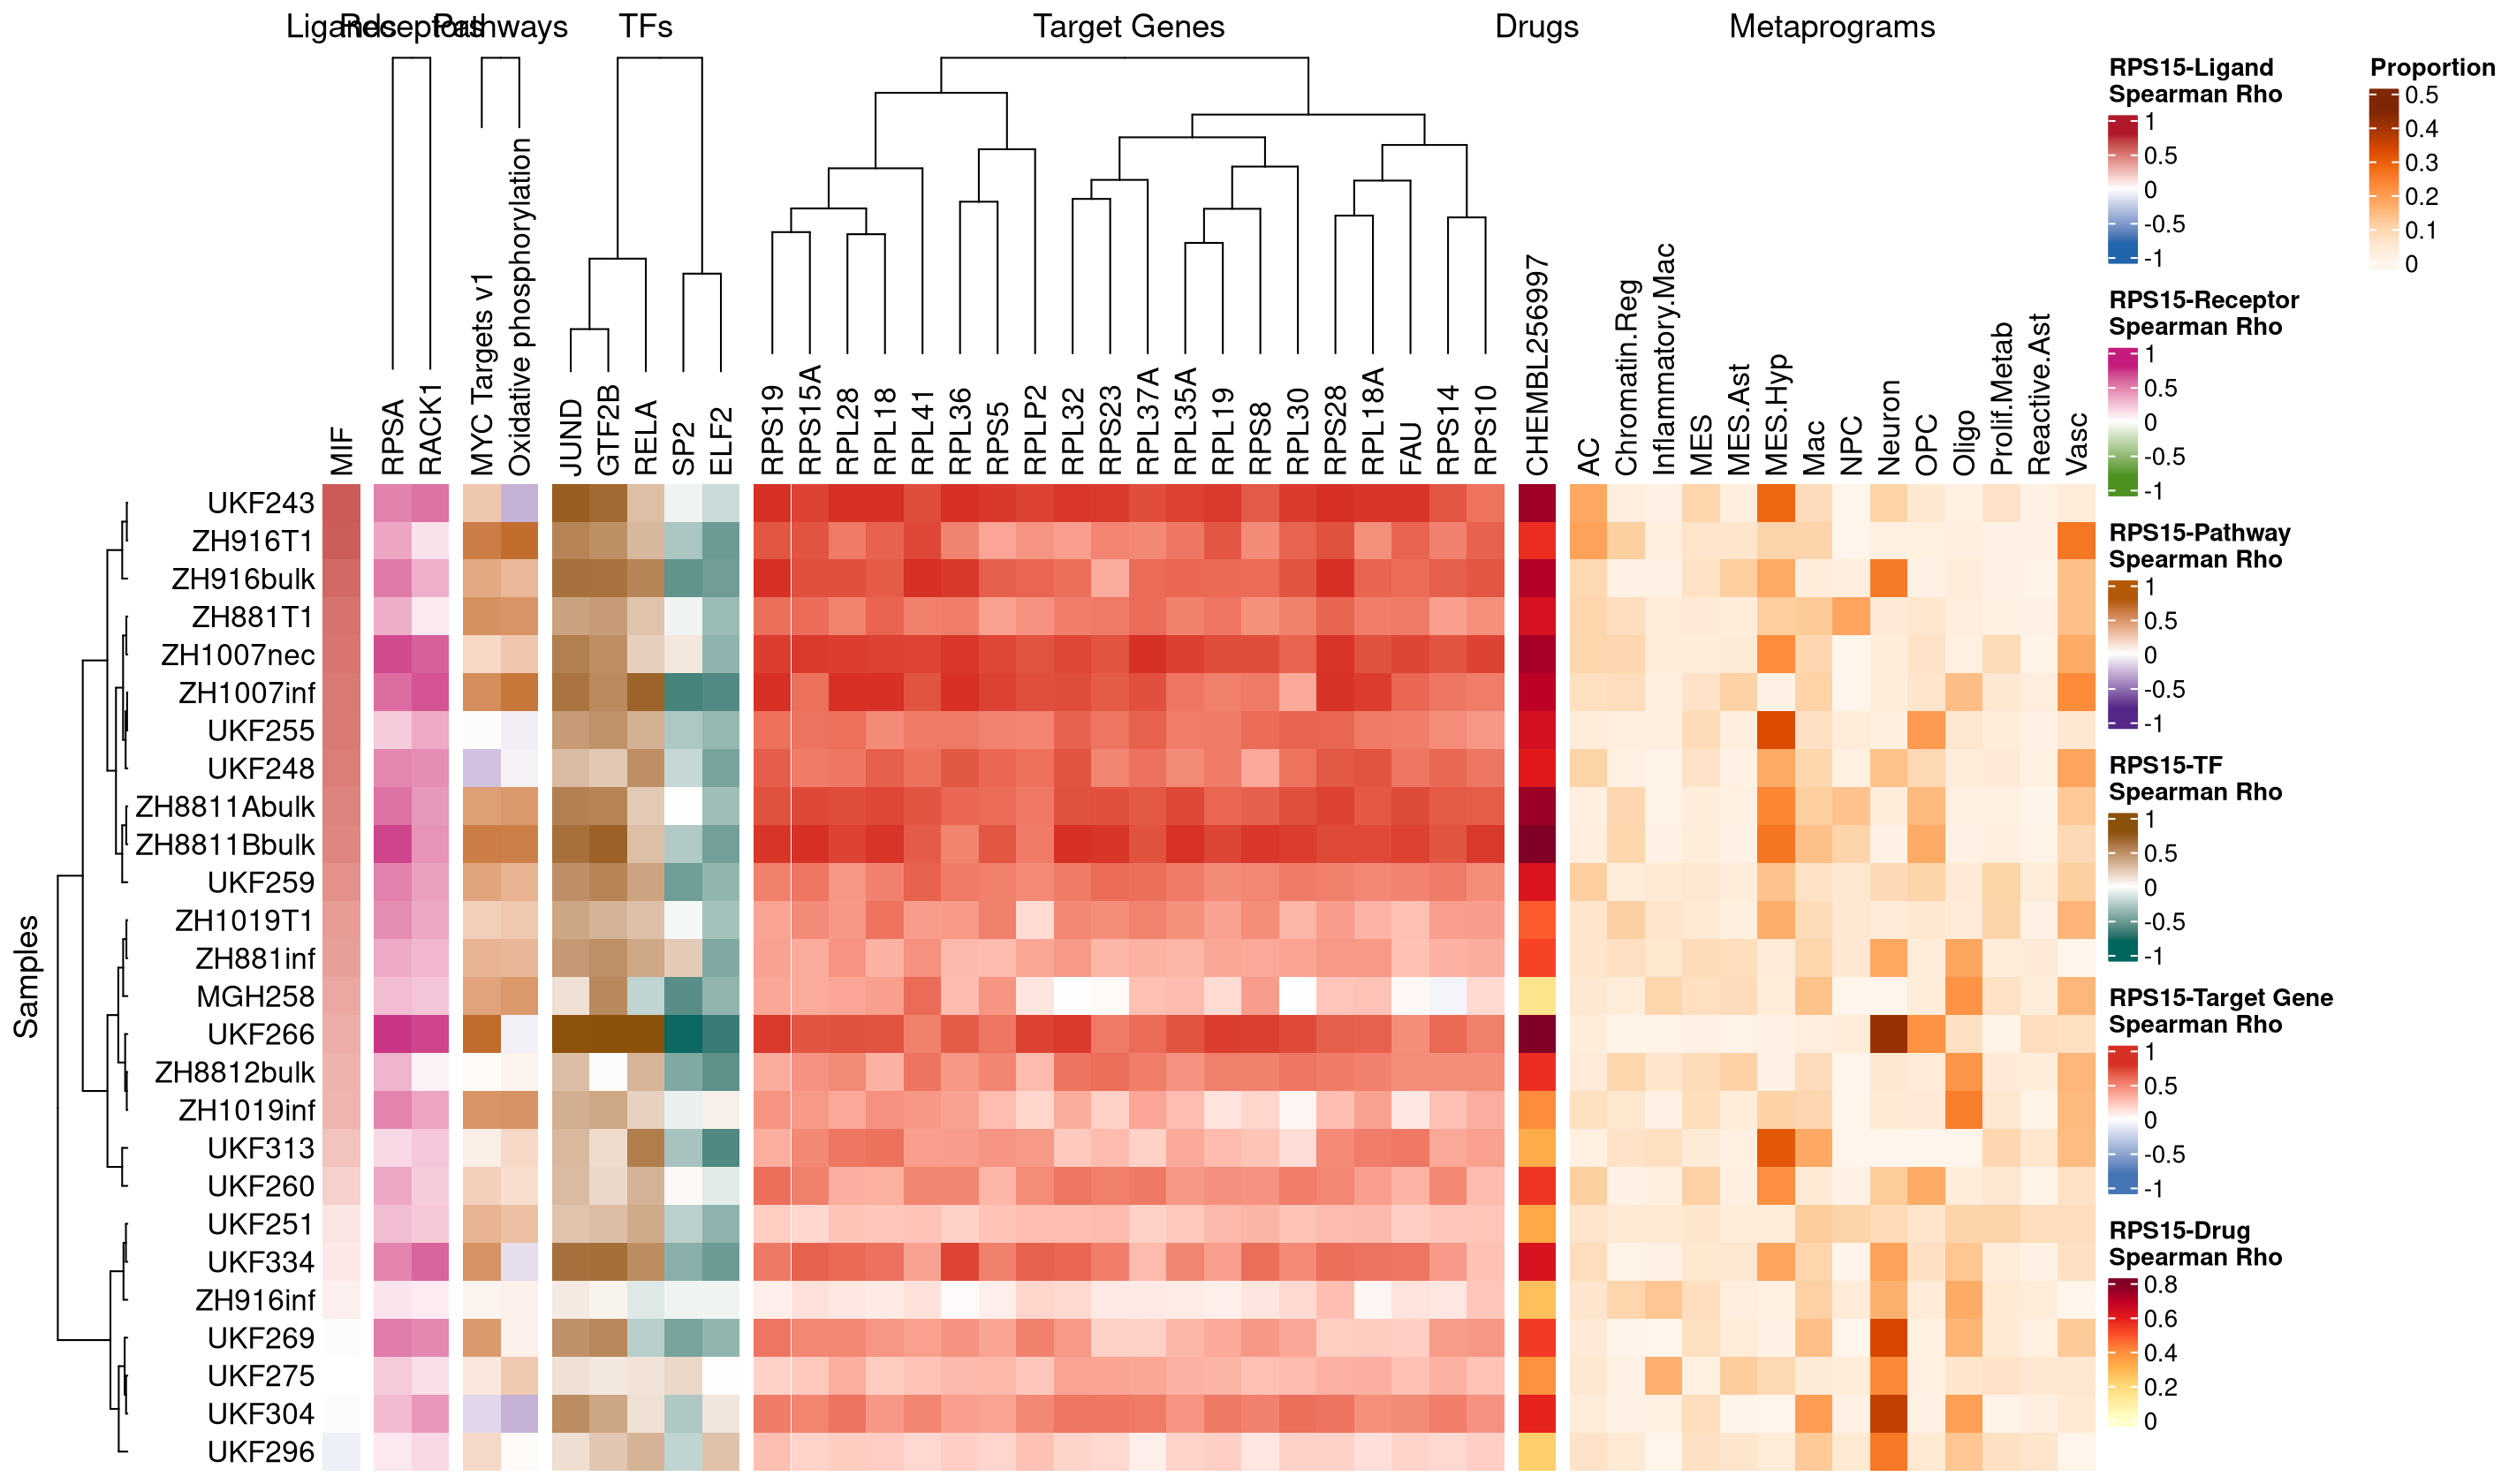 Ligands Receptors Pathways TFs Target Genes Drugs Metaprograms
MIF
RPSA
RACK1
MYC Targets v1
Oxidative phosphorylation
JUND
GTF2B
RELA
SP2
ELF2
RPS19
RPS15A
RPL28
RPL18
RPL41
RPL36
RPS5
RPLP2
RPL32
RPS23
RPL37A
RPL35A
RPL19
RPS8
RPL30
RPS28
RPL18A
FAU
RPS14
RPS10
CHEMBL256997
AC
Chromatin.Reg
Inflammatory.Mac
MES
MES.Ast
MES.Hyp
Mac
NPC
Neuron
OPC
Oligo
Prolif.Metab
Reactive.Ast
Vasc
Samples
UKF243
ZH916T1
ZH916bulk
ZH881T1
ZH1007nec
ZH1007inf
UKF255
UKF248
ZH8811Abulk
ZH8811Bbulk
UKF259
ZH1019T1
ZH881inf
MGH258
UKF266
ZH8812bulk
ZH1019inf
UKF313
UKF260
UKF251
UKF334
ZH916inf
UKF269
UKF275
UKF304
UKF296
RPS15-Ligand
Spearman Rho
1
0.5
0
-0.5
-1
RPS15-Receptor
Spearman Rho
1
0.5
0
-0.5
-1
RPS15-Pathway
Spearman Rho
1
0.5
0
-0.5
-1
RPS15-TF
Spearman Rho
1
0.5
0
-0.5
-1
RPS15-Target Gene
Spearman Rho
1
0.5
0
-0.5
-1
RPS15-Drug
Spearman Rho
0.8
0.6
0.4
0.2
0
Proportion
0.5
0.4
0.3
0.2
0.1
0